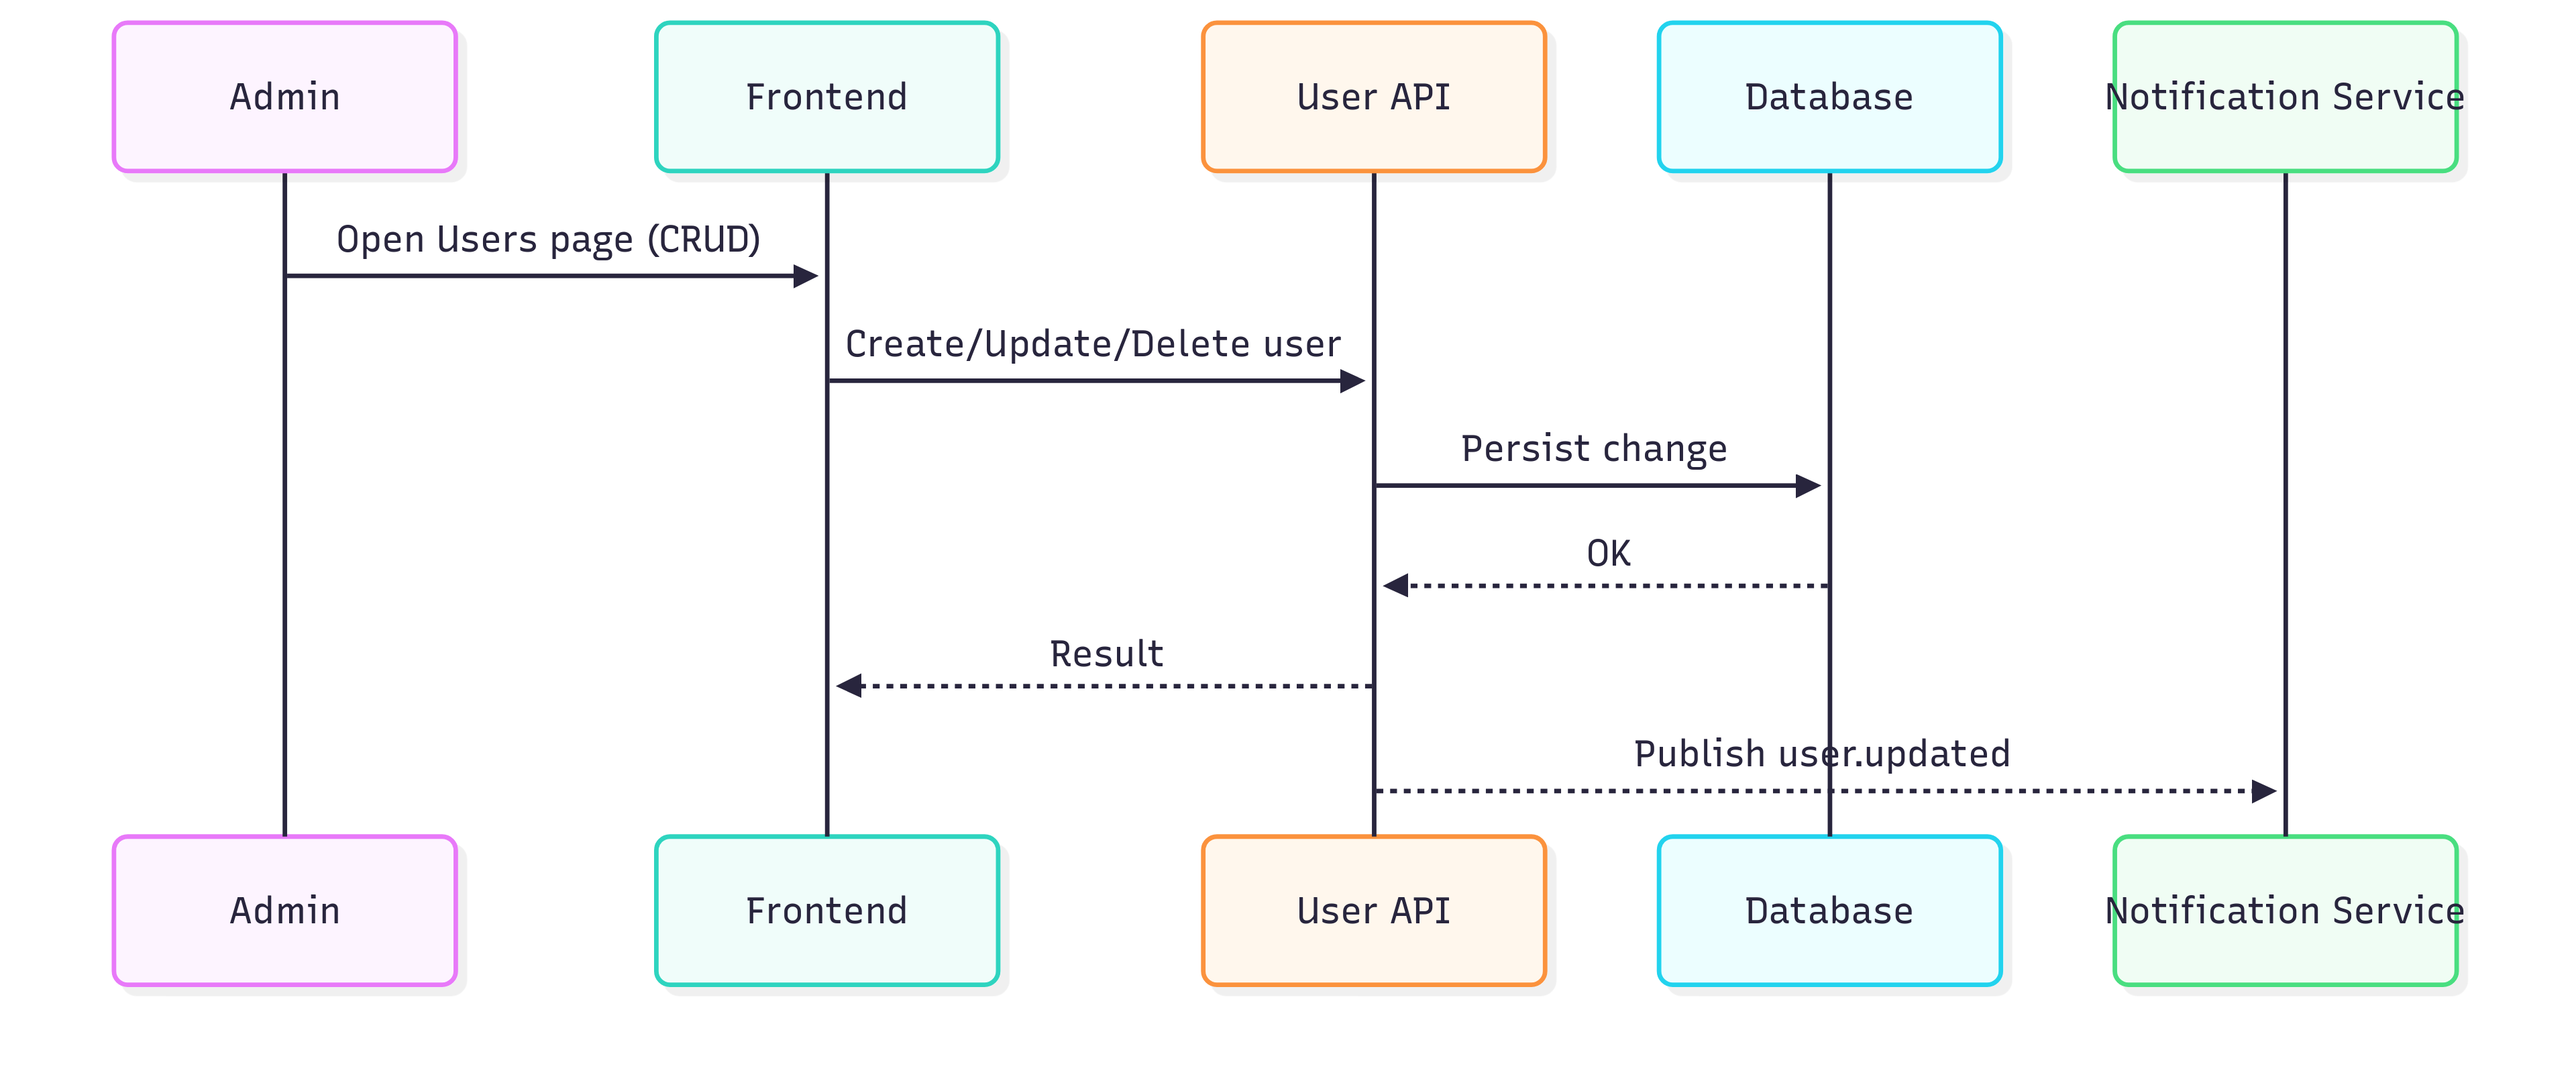 Admin
Frontend
User API
Database
Notification Service
Open Users page (CRUD)
Create/Update/Delete user
Persist change
OK
Result
Publish user.updated
Admin
Frontend
User API
Database
Notification Service